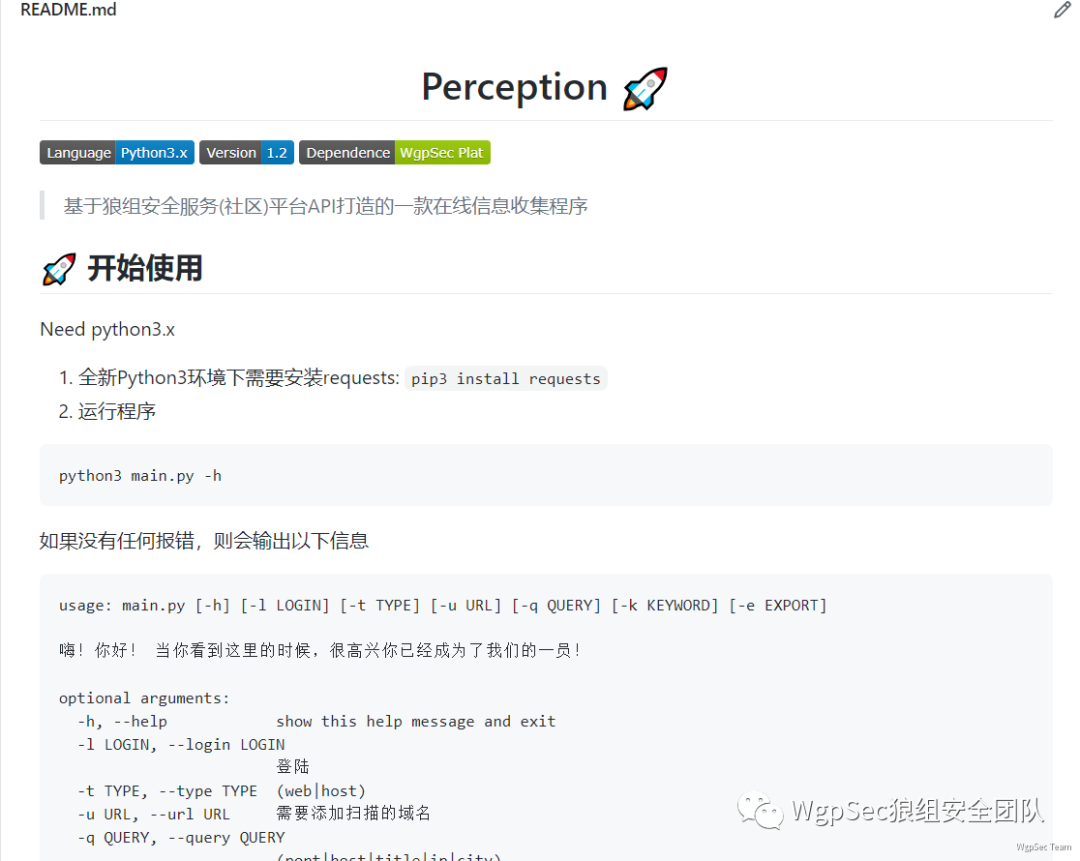 README.md
Perception
Language Python3.x Version 1.2 Dependence WgpSec Plat
基于狼组安全服务(社区)平台API打造的一款在线信息收集程序
开始使用
Need python3.x
1. 全新Python3环境下需要安装requests: pip3 install requests
2. 运行程序
python3 main.py -h
如果没有任何报错，则会输出以下信息
usage: main.py [-h] [-l LOGIN] [-t TYPE] [-u URL] [-q QUERY] [-k KEYWORD] [-e EXPORT]
嗨！你好！ 当你看到这里的时候，很高兴你已经成为了我们的一员！
optional arguments:
-h, --help show this help message and exit
-l LOGIN, --login LOGIN
登陆
-t TYPE, --type TYPE (web|host)
-u URL, --url URL 需要添加扫描的域名
-q QUERY, --query QUERY
(port|host|title|ip|city)
WgpSec狼组安全团队
WgpSec Team